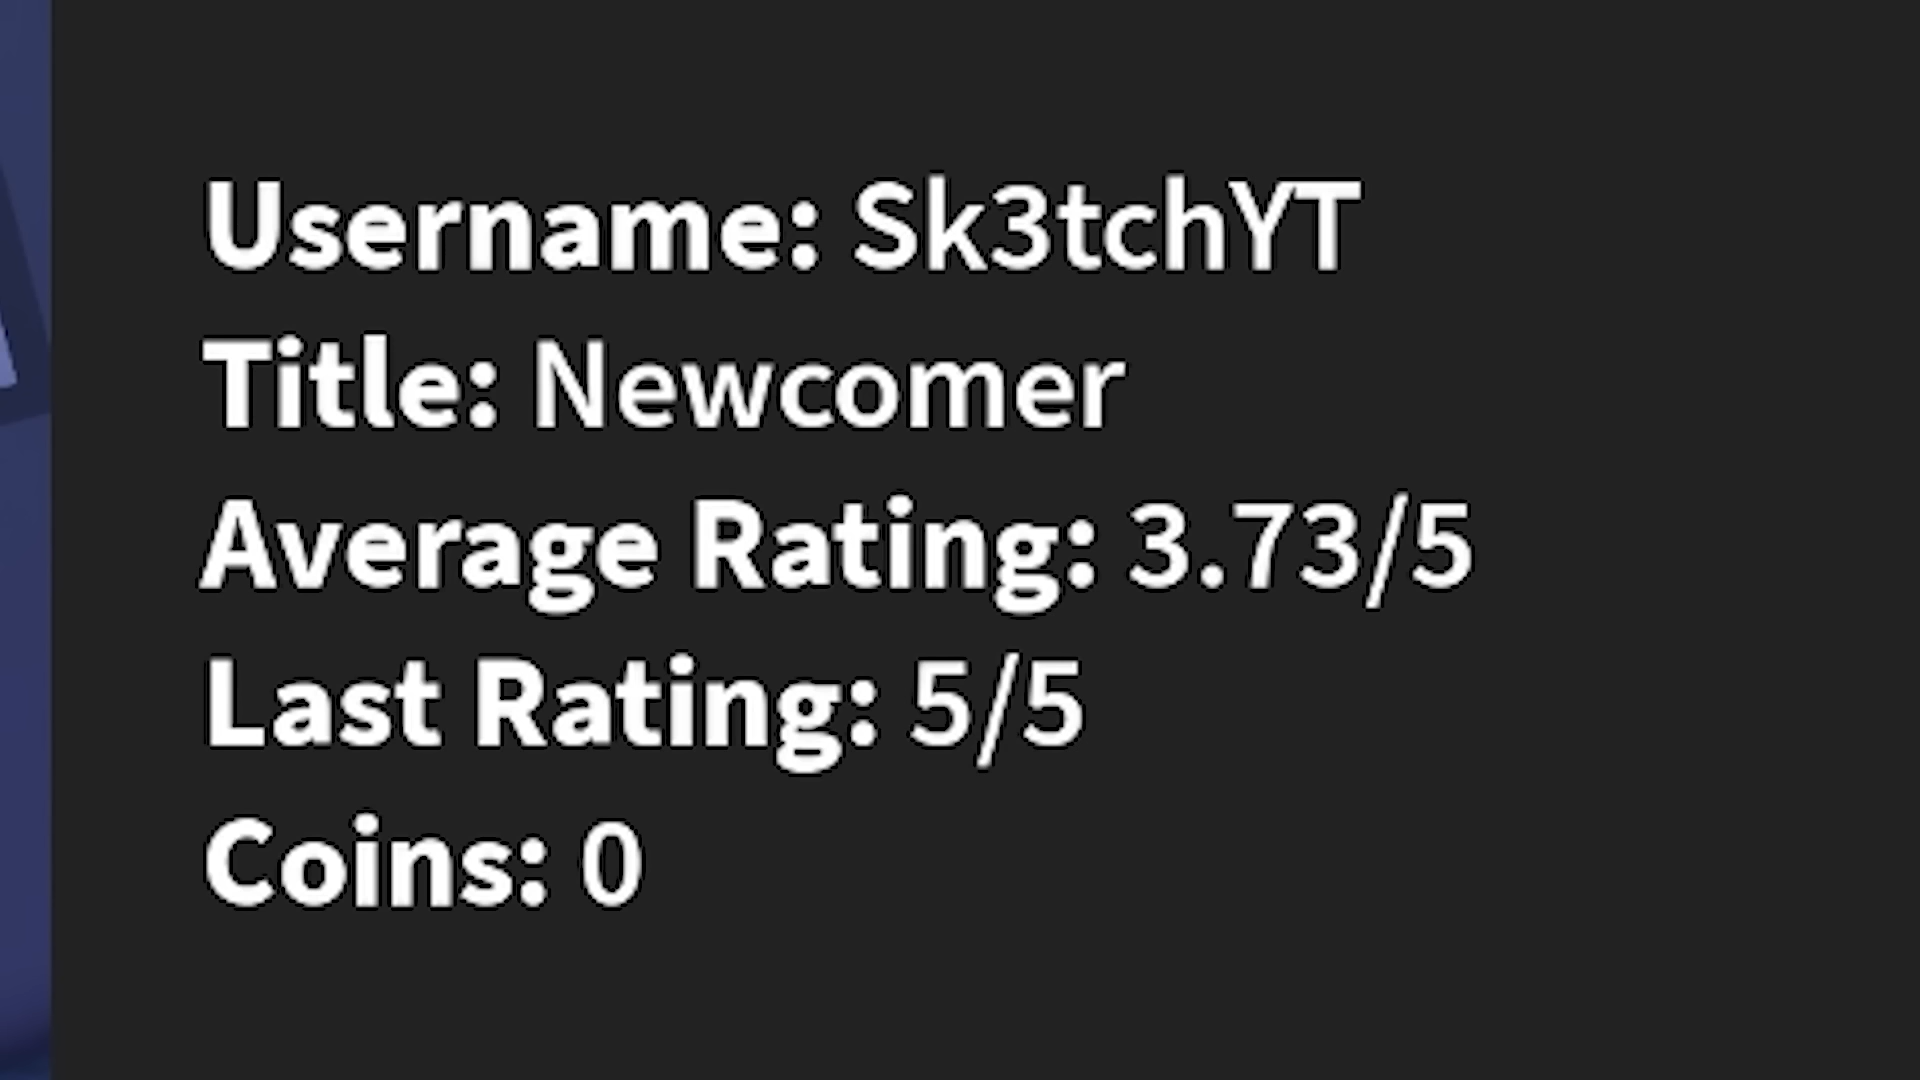 Username: Sk3tchYT
Title: Newcomer
Average Rating: 3.73/5
Last Rating: 5/5
Coins: 0